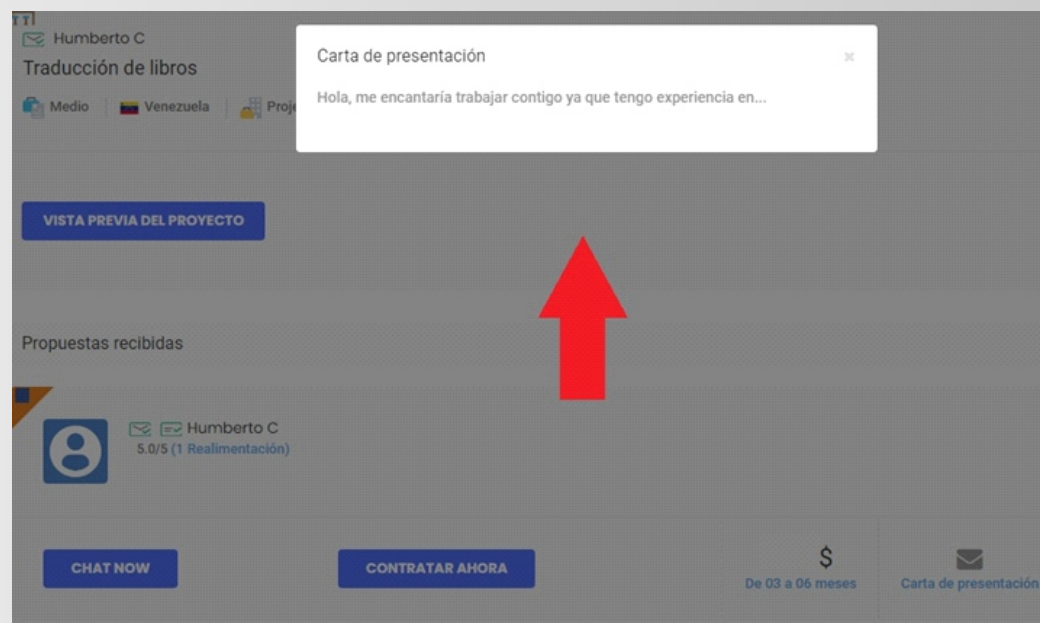 Humberto C
Traducción de libros
Medio Venezuela Proje
Carta de presentación ×
Hola, me encantaría trabajar contigo ya que tengo experiencia en...
VISTA PREVIA DEL PROYECTO
Propuestas recibidas
Humberto C
5.0/5 (1 Realimentación)
CHAT NOW
CONTRATAR AHORA
$
De 03 a 06 meses
Carta de presentación